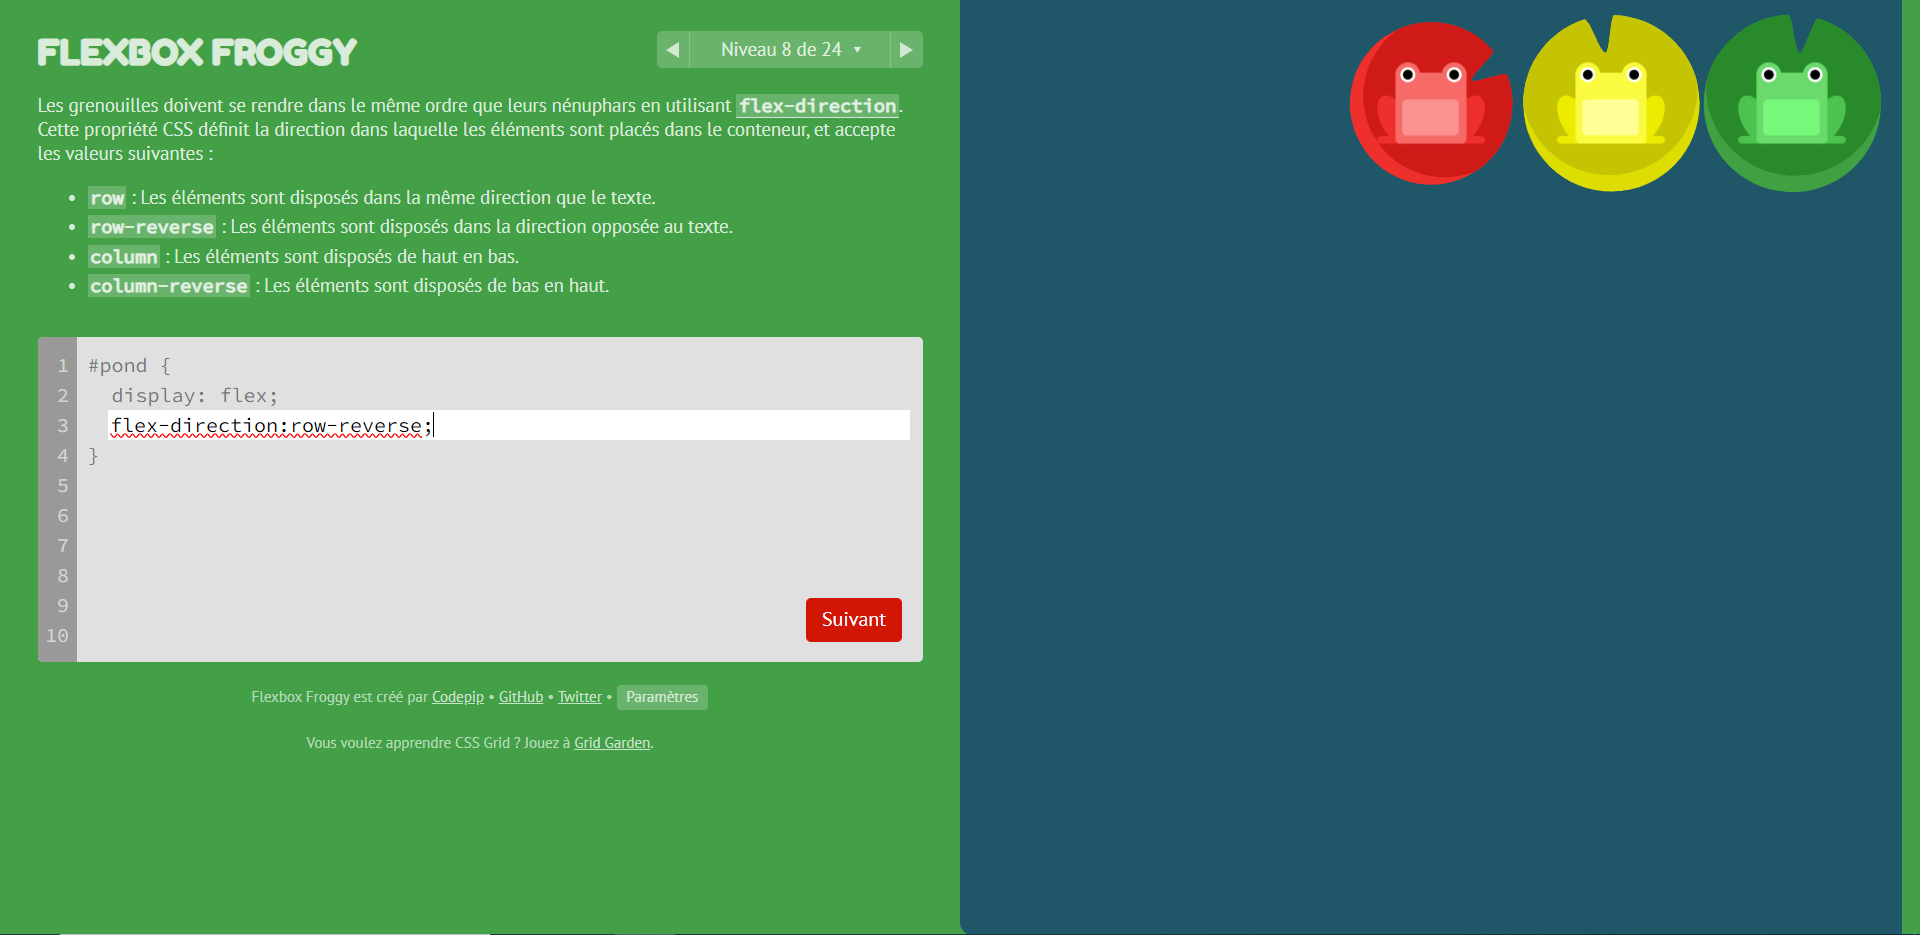 FLEXBOX FROGGY
Niveau 8 de 24
Les grenouilles doivent se rendre dans le même ordre que leurs nénuphars en utilisant flex-direction.
Cette propriété CSS définit la direction dans laquelle les éléments sont placés dans le conteneur, et accepte
les valeurs suivantes :
• row : Les éléments sont disposés dans la même direction que le texte.
• row-reverse : Les éléments sont disposés dans la direction opposée au texte.
• column : Les éléments sont disposés de haut en bas.
• column-reverse : Les éléments sont disposés de bas en haut.
1 #pond {
2 display: flex;
3 flex-direction:row-reverse;
4 }
5
6
7
8
9
10
Suivant
Flexbox Froggy est créé par Codepip • GitHub • Twitter • Paramètres
Vous voulez apprendre CSS Grid ? Jouez à Grid Garden.